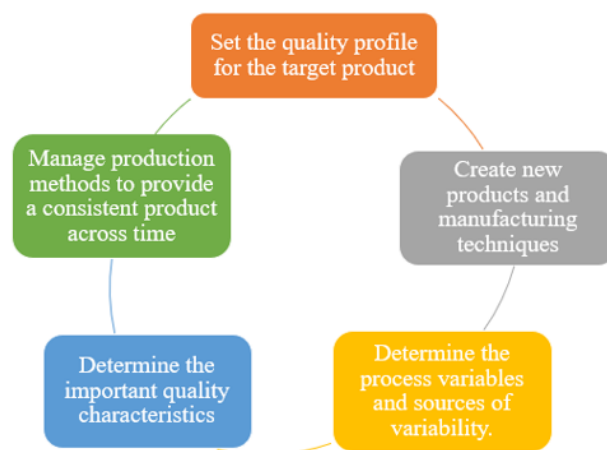 Set the quality profile
for the target product
Create new
products and
manufacturing
techniques
Determine the
process variables
and sources of
variability.
Determine the
important quality
characteristics
Manage production
methods to provide
a consistent product
across time